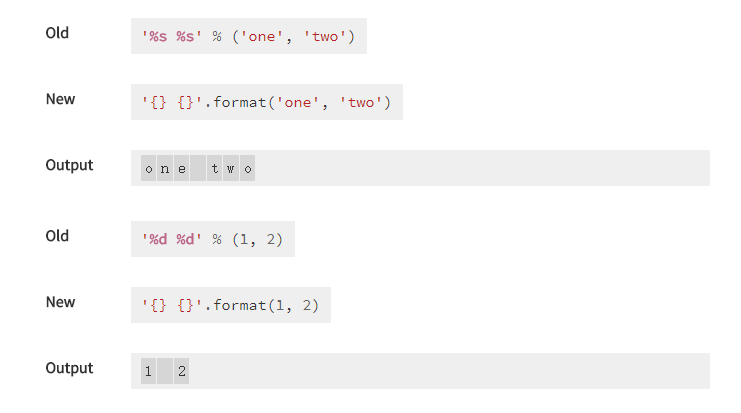 Old '%s %s' % ('one', 'two')
New '{} {}'.format('one', 'two')
Output one two
Old '%d %d' % (1, 2)
New '{} {}'.format(1, 2)
Output 1 2